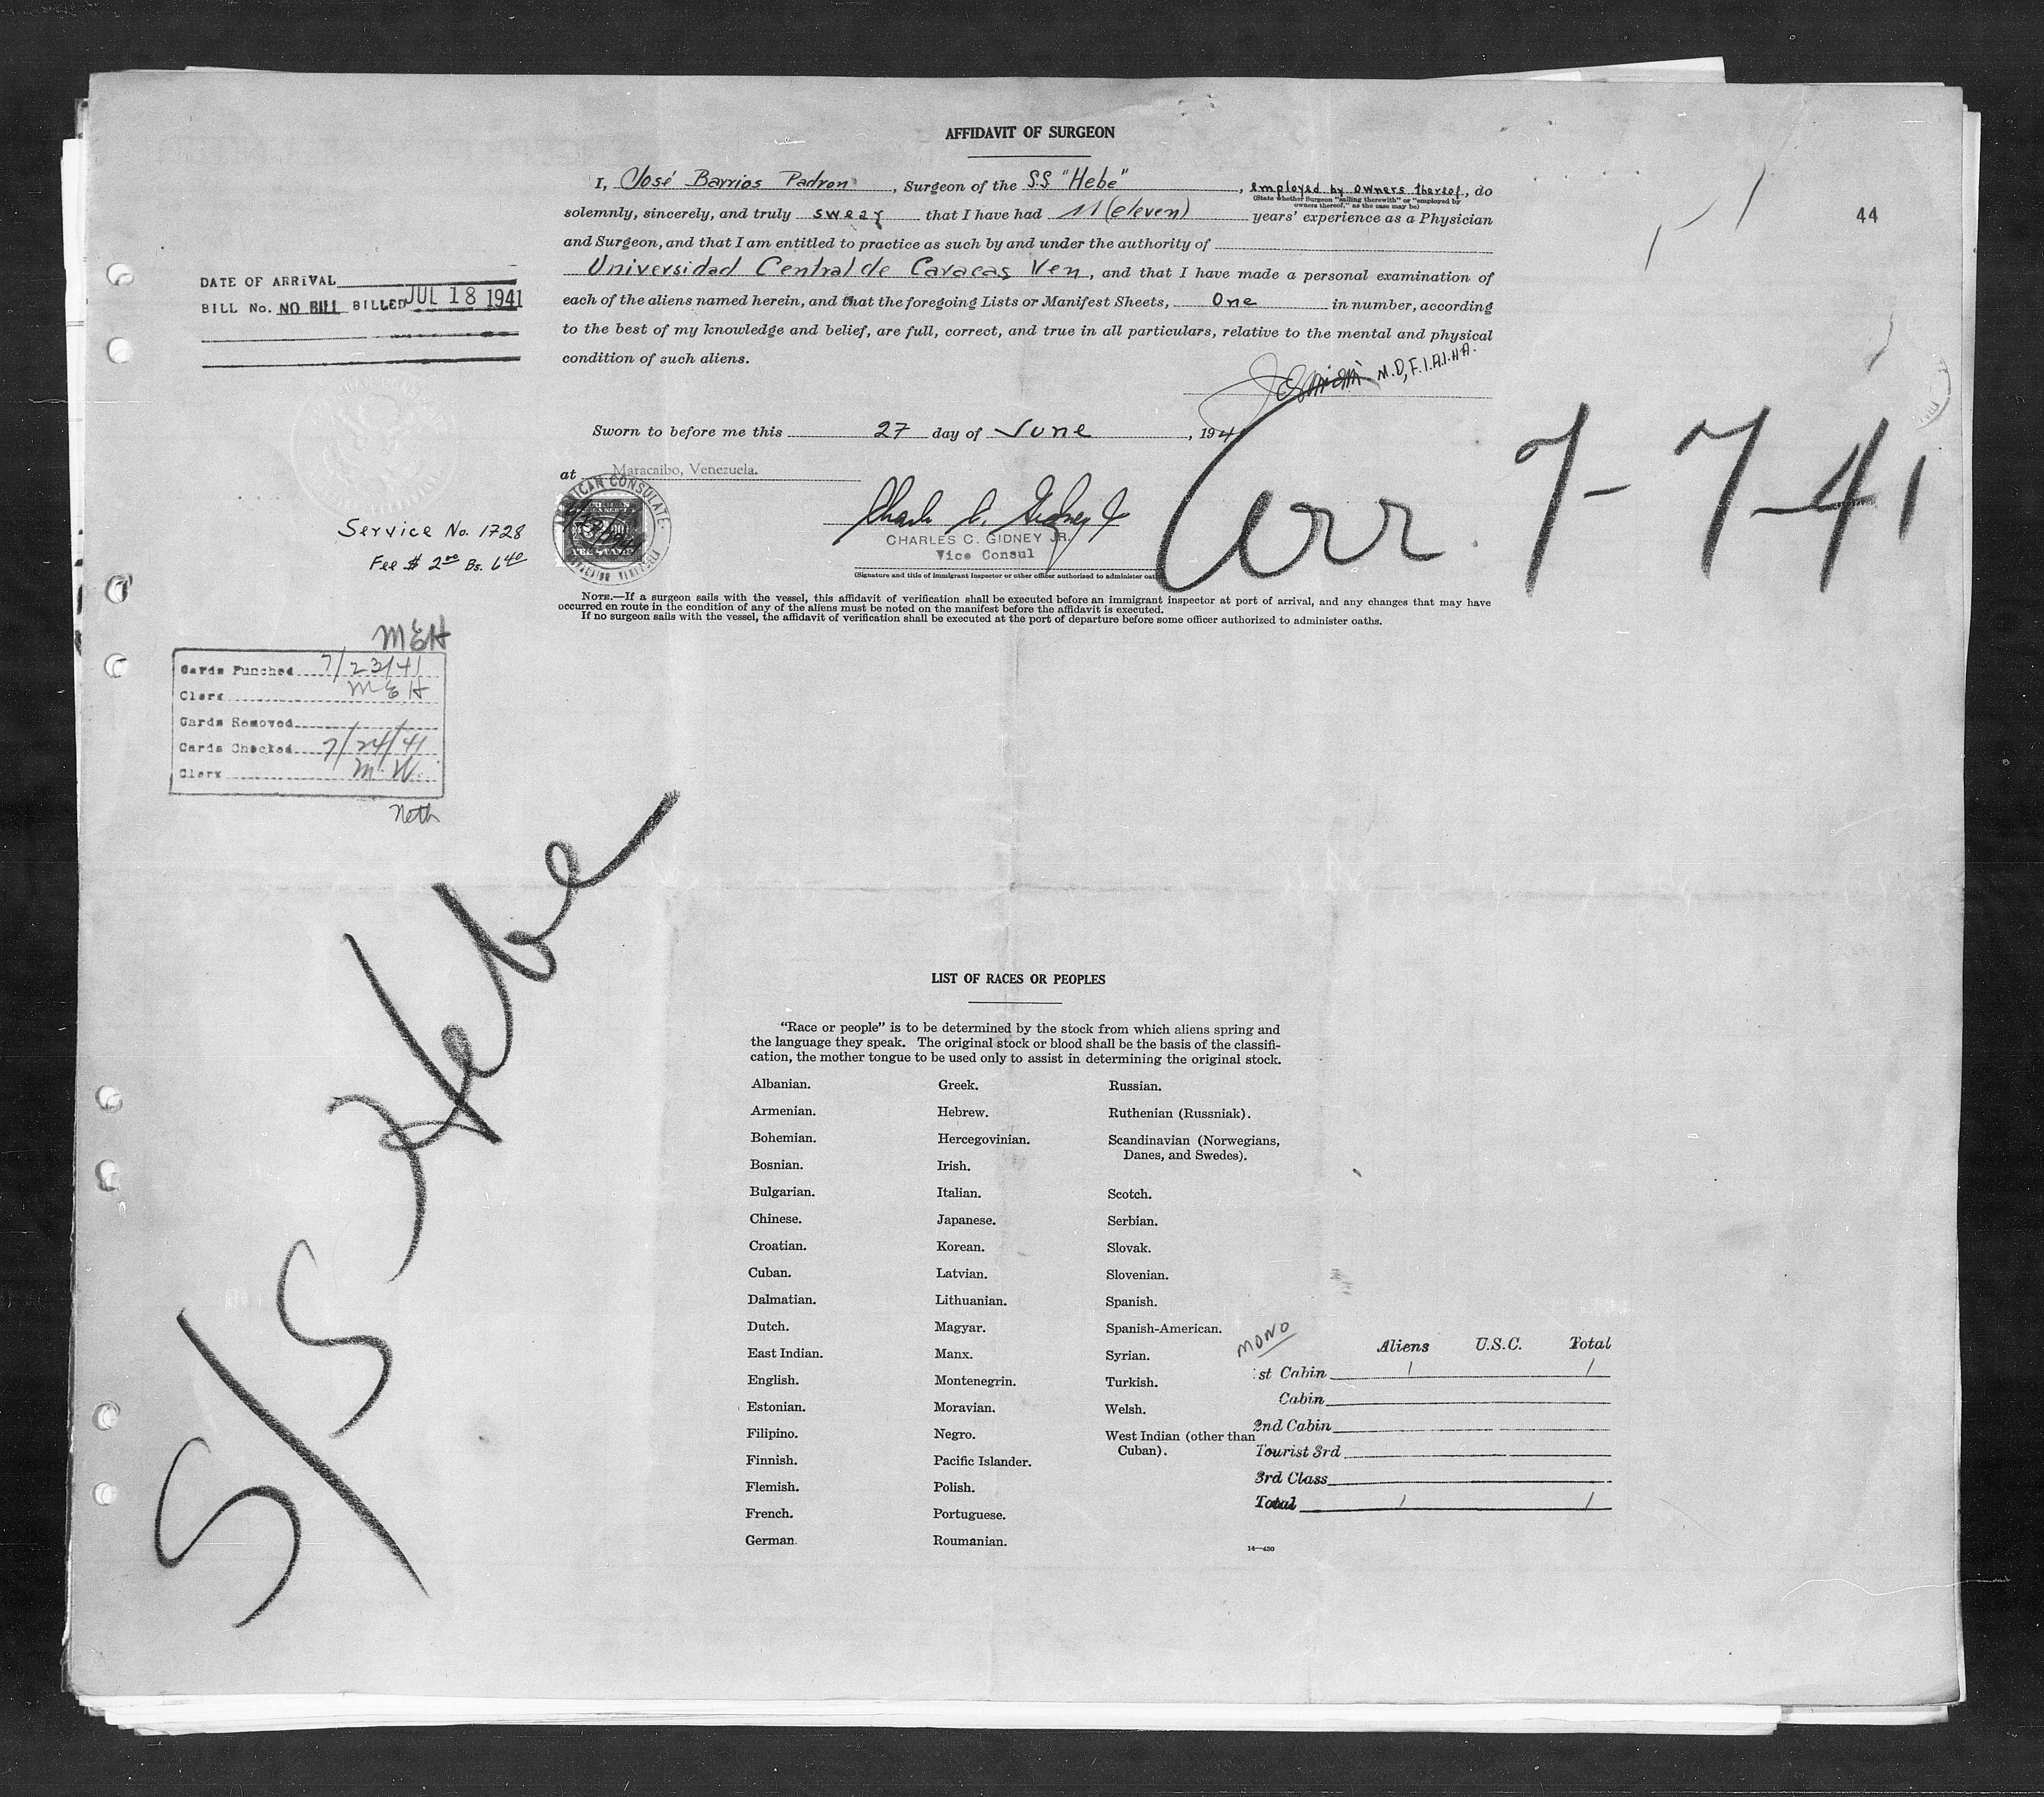 AFFIDAVIT OF SURGEON
I, José Barrios Padron, Surgeon of the S.S "Hebe", employed by owners thereof, do
(State whether Surgeon "sailing therewith" or "employed by
owners thereof," as the case may be)
solemnly, sincerely, and truly swear that I have had 11 (eleven) years' experience as a Physician
44
and Surgeon, and that I am entitled to practice as such by and under the authority of
Universidad Central de Caracas Ven, and that I have made a personal examination of
each of the aliens named herein, and that the foregoing Lists or Manifest Sheets, One in number, according
to the best of my knowledge and belief, are full, correct, and true in all particulars, relative to the mental and physical
condition of such aliens.
DATE OF ARRIVAL
BILL No. NO BILL BILLED JUL 18 1941
M.D, F.I.A.I.H.A.
Sworn to before me this 27 day of June, 1941
at Maracaibo, Venezuela.
AMERICAN CONSULATE
Arr. 7-7-41
Service No. 1728
Fee $ 2.00 Bs. 6.40
Charles C. Gidney Jr
CHARLES C. GIDNEY JR.
Vice Consul
(Signature and title of immigrant inspector or other officer authorized to administer oat
NOTE.—If a surgeon sails with the vessel, this affidavit of verification shall be executed before an immigrant inspector at port of arrival, and any changes that may have
occurred en route in the condition of any of the aliens must be noted on the manifest before the affidavit is executed.
If no surgeon sails with the vessel, the affidavit of verification shall be executed at the port of departure before some officer authorized to administer oaths.
MEH
Cards Punched 7/23/41
Clerk MEH
Cards Removed
Cards Checked 7/24/41
Clerk M.W.
Neth
S/S Hebe
LIST OF RACES OR PEOPLES
"Race or people" is to be determined by the stock from which aliens spring and
the language they speak. The original stock or blood shall be the basis of the classifi-
cation, the mother tongue to be used only to assist in determining the original stock.
Albanian.
Armenian.
Bohemian.
Bosnian.
Bulgarian.
Chinese.
Croatian.
Cuban.
Dalmatian.
Dutch.
East Indian.
English.
Estonian.
Filipino.
Finnish.
Flemish.
French.
German.
Greek.
Hebrew.
Hercegovinian.
Irish.
Italian.
Japanese.
Korean.
Latvian.
Lithuanian.
Magyar.
Manx.
Montenegrin.
Moravian.
Negro.
Pacific Islander.
Polish.
Portuguese.
Roumanian.
Russian.
Ruthenian (Russniak).
Scandinavian (Norwegians,
Danes, and Swedes).
Scotch.
Serbian.
Slovak.
Slovenian.
Spanish.
Spanish-American.
Syrian.
Turkish.
Welsh.
West Indian (other than
Cuban).
MONO
Aliens U.S.C. Total
1st Cabin 1 1
Cabin
2nd Cabin
Tourist 3rd
3rd Class
Total 1 1
14—430